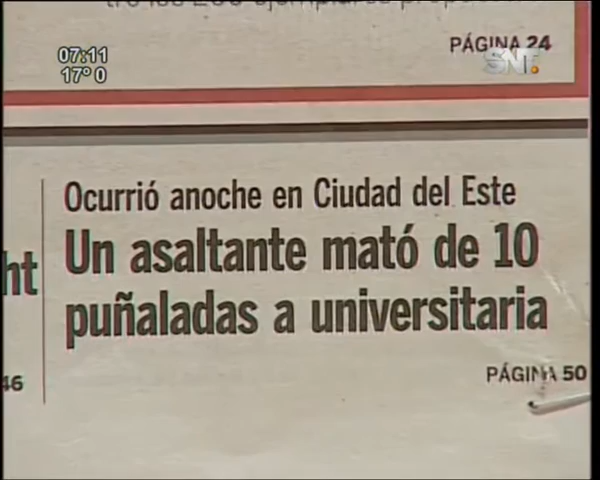 PÁGINA 24
07:11
SNT.
17° 0
Ocurrió anoche en Ciudad del Este
Un asaltante mató de 10
puñaladas a universitaria
ht
46
PÁGINA 50